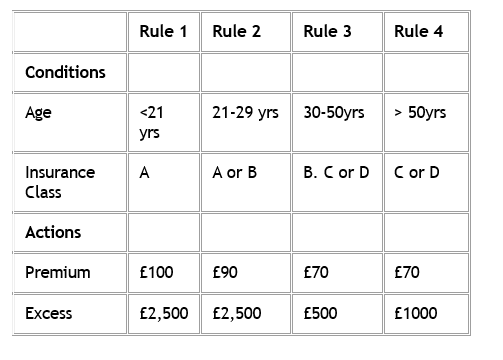 Rule 1 Rule 2 Rule 3 Rule 4
Conditions
Age <21 yrs 21-29 yrs 30-50yrs > 50yrs
Insurance Class A A or B B. C or D C or D
Actions
Premium £100 £90 £70 £70
Excess £2,500 £2,500 £500 £1000